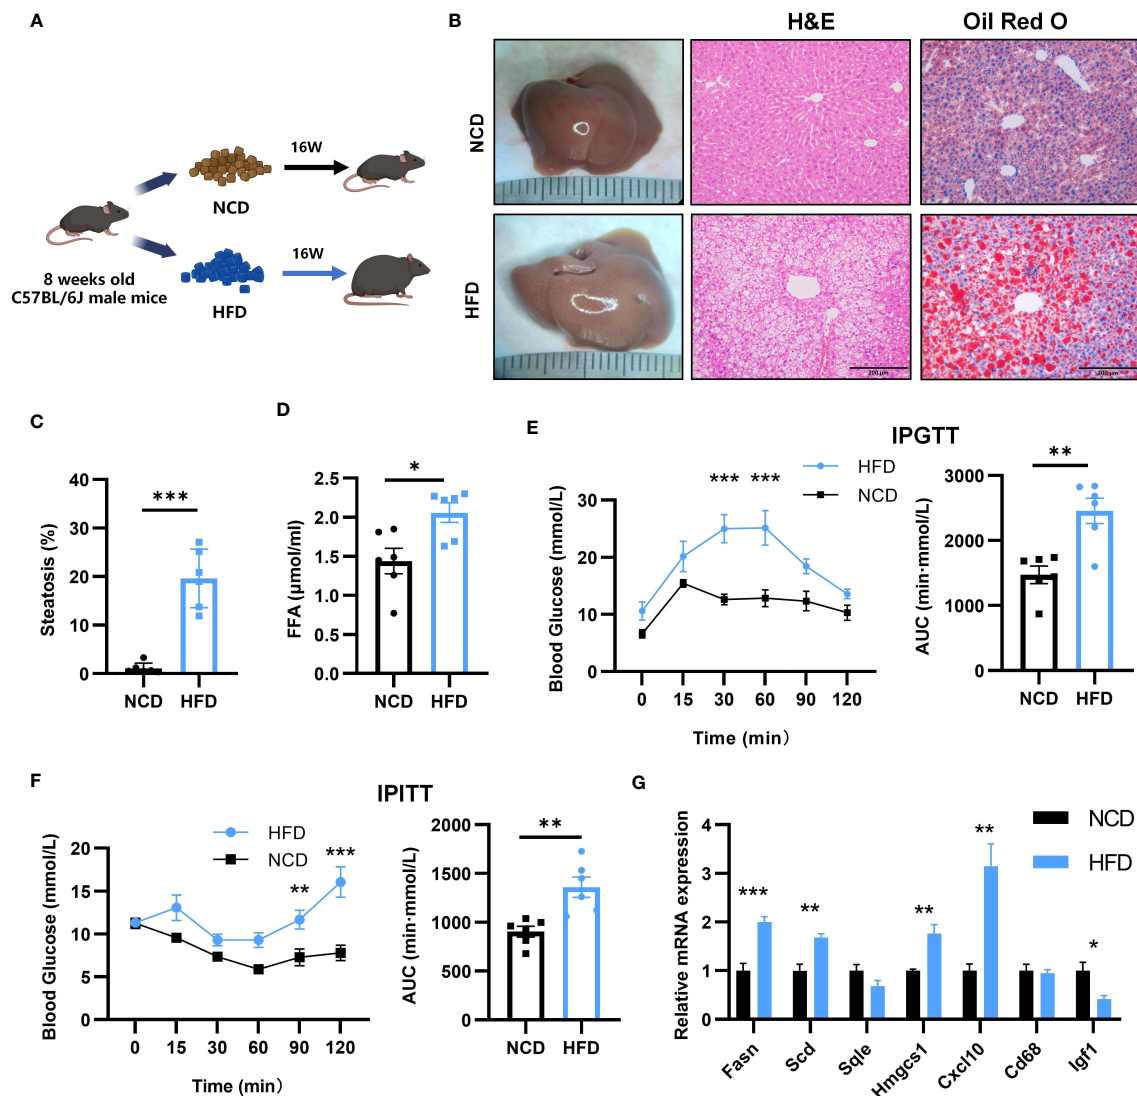 A
NCD
16W
8 weeks old
C57BL/6J male mice
HFD
16W
B
H&E
Oil Red O
NCD
HFD
200 μm
200 μm
C
Steatosis (%)
40
30
20
10
0
***
NCD
HFD
D
FFA (μmol/ml)
2.5
2.0
1.5
1.0
0.5
0.0
*
NCD
HFD
E
IPGTT
HFD
NCD
*** ***
Blood Glucose (mmol/L)
30
20
10
0
0 15 30 60 90 120
Time (min)
AUC (min·mmol/L)
3000
2000
1000
0
**
NCD
HFD
F
IPITT
HFD
NCD
**
***
Blood Glucose (mmol/L)
20
15
10
5
0
0 15 30 60 90 120
Time (min)
AUC (min·mmol/L)
2000
1500
1000
500
0
**
NCD
HFD
G
NCD
HFD
Relative mRNA expression
4
3
2
1
0
***
**
**
**
*
Fasn
Scd
Sqle
Hmgcs1
Cxcl10
Cd68
Igf1